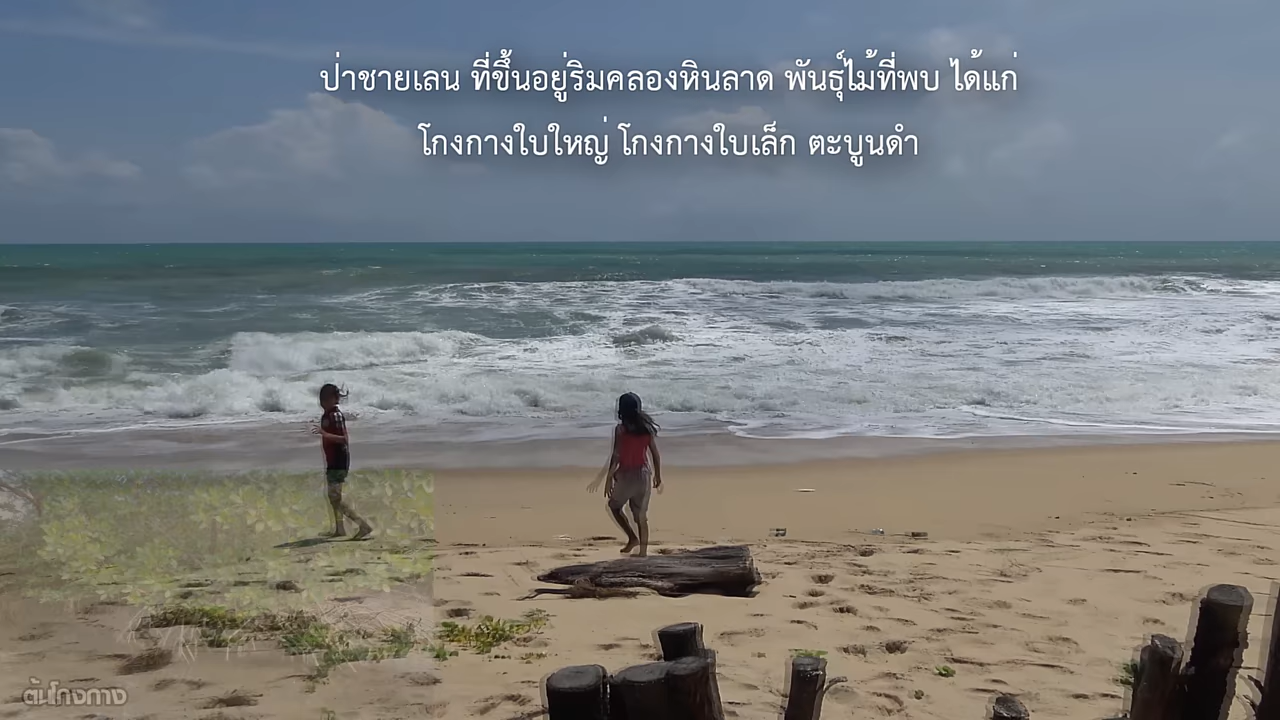 ป่าชายเลน ที่ขึ้นอยู่ริมคลองหินลาด พันธุ์ไม้ที่พบ ได้แก่
โกงกางใบใหญ่ โกงกางใบเล็ก ตะบูนดำ
ต้นโกงกาง